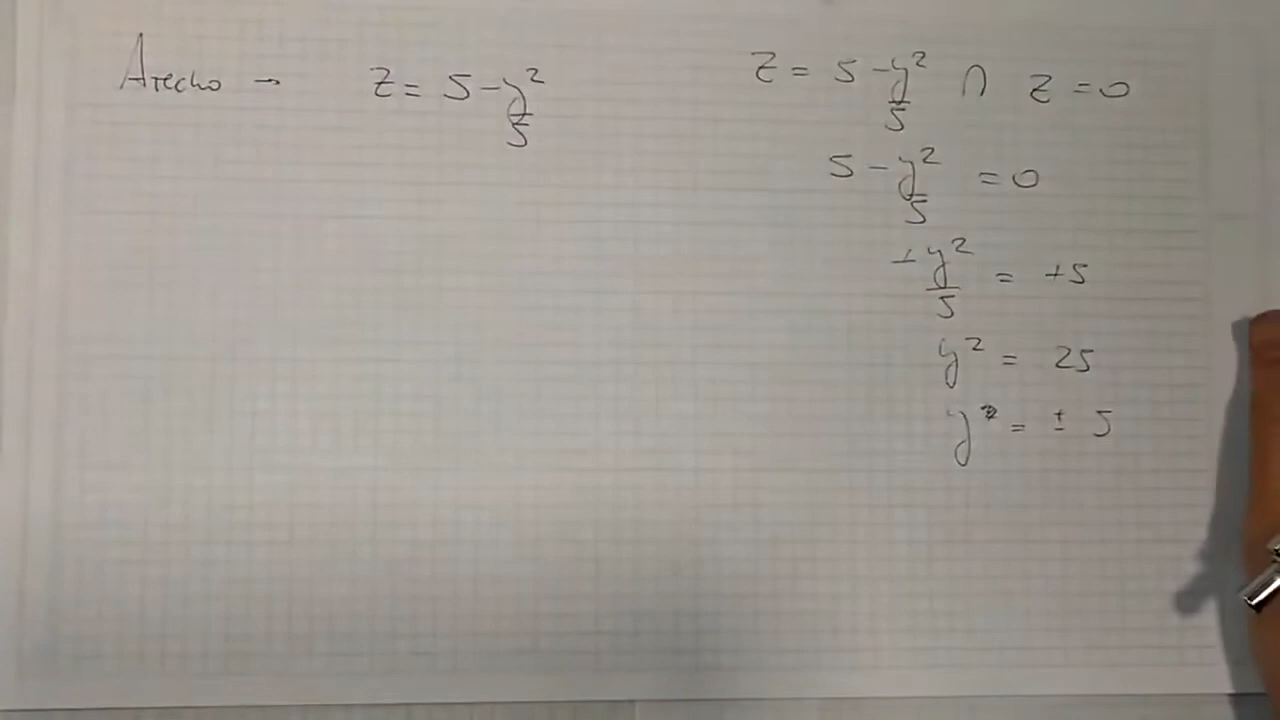 Atecho → z = 5 - y²/5
z = 5 - y²/5 ∩ z = 0
5 - y²/5 = 0
+ y²/5 = +5
y² = 25
y = ± 5